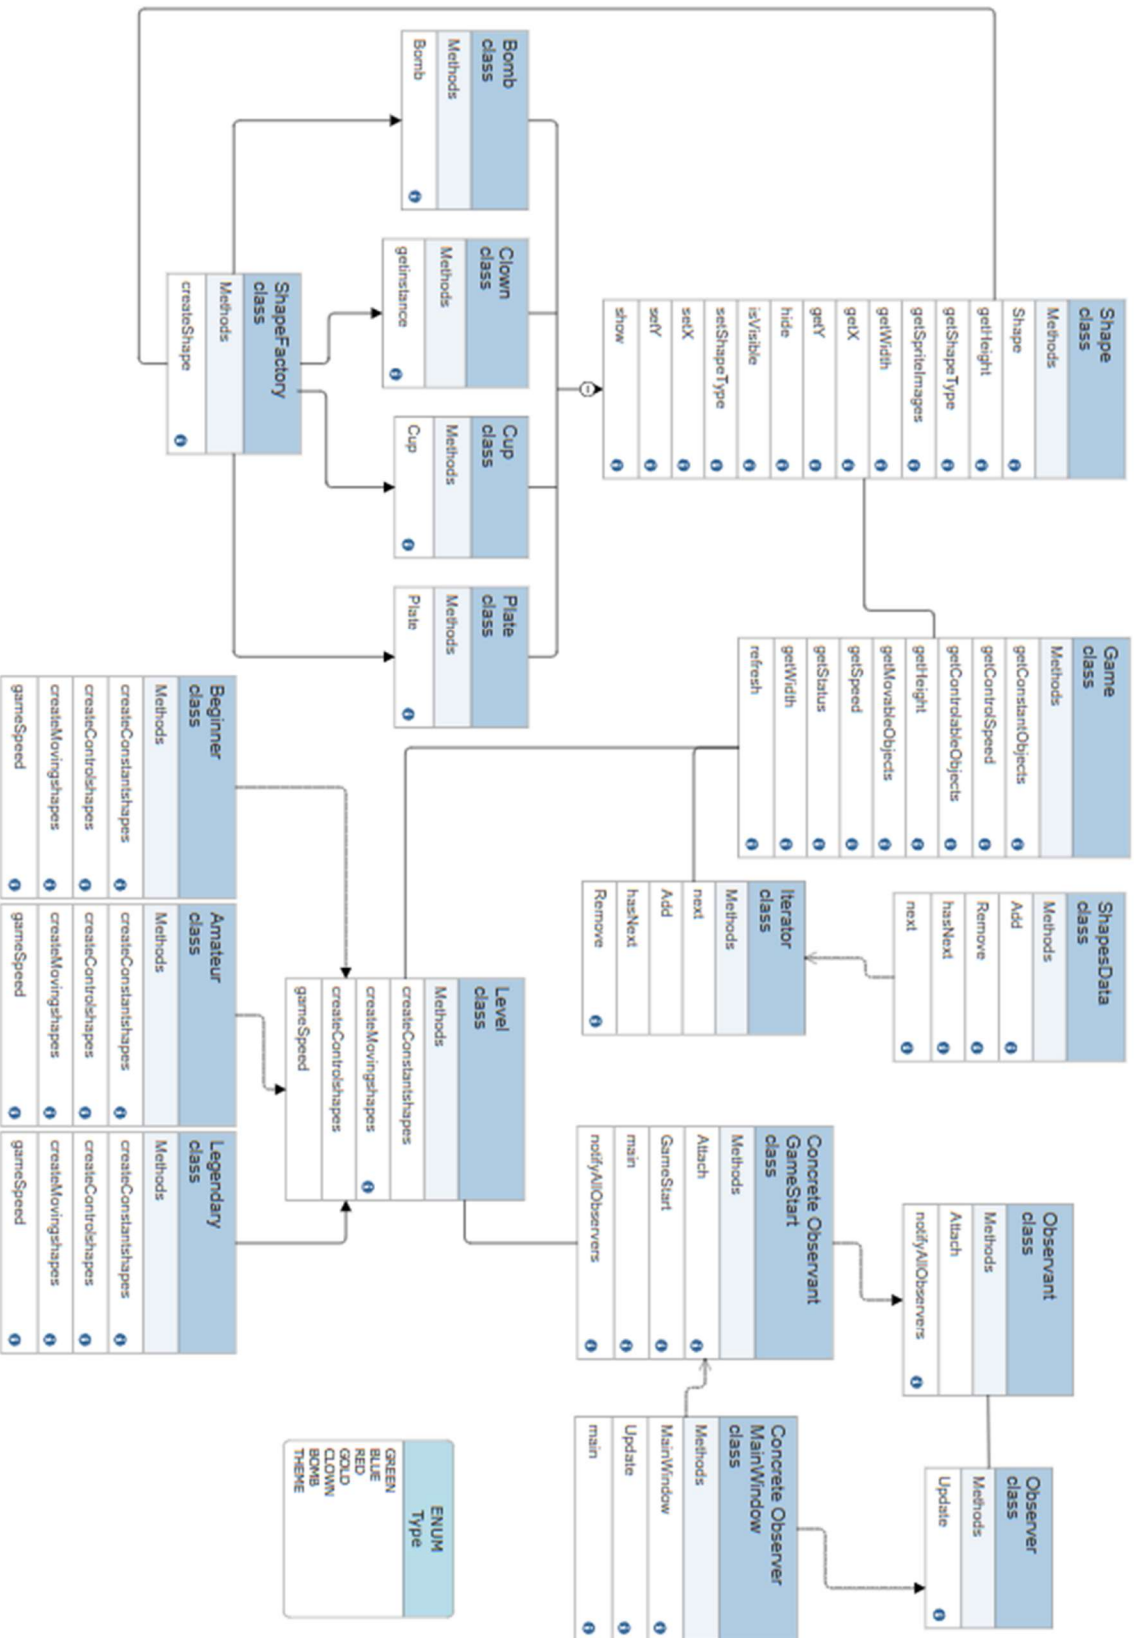 Shape
class
Methods
Shape
getHeight
getShapeType
getSpriteImages
getWidth
getX
getY
hide
isVisible
setShapeType
setX
setY
show
Game
class
Methods
getConstantObjects
getControlSpeed
getControlableObjects
getHeight
getMovableObjects
getSpeed
getStatus
getWidth
refresh
ShapesData
class
Methods
Add
Remove
hasNext
next
Observant
class
Methods
Attach
notifyAllObservers
Observer
class
Methods
Update
Iterator
class
Methods
next
Add
hasNext
Remove
Concrete Observant
GameStart
class
Methods
Attach
GameStart
main
notifyAllObservers
Concrete Observer
MainWindow
class
Methods
MainWindow
Update
main
Bomb
class
Methods
Bomb
Clown
class
Methods
getinstance
Cup
class
Methods
Cup
Plate
class
Methods
Plate
Level
class
Methods
createConstantshapes
createMovingshapes
createControlshapes
gameSpeed
ENUM
Type
GREEN
BLUE
RED
GOLD
CLOWN
BOMB
THEME
ShapeFactory
class
Methods
createShape
Beginner
class
Methods
createConstantshapes
createControlshapes
createMovingshapes
gameSpeed
Amateur
class
Methods
createConstantshapes
createControlshapes
createMovingshapes
gameSpeed
Legendary
class
Methods
createConstantshapes
createControlshapes
createMovingshapes
gameSpeed